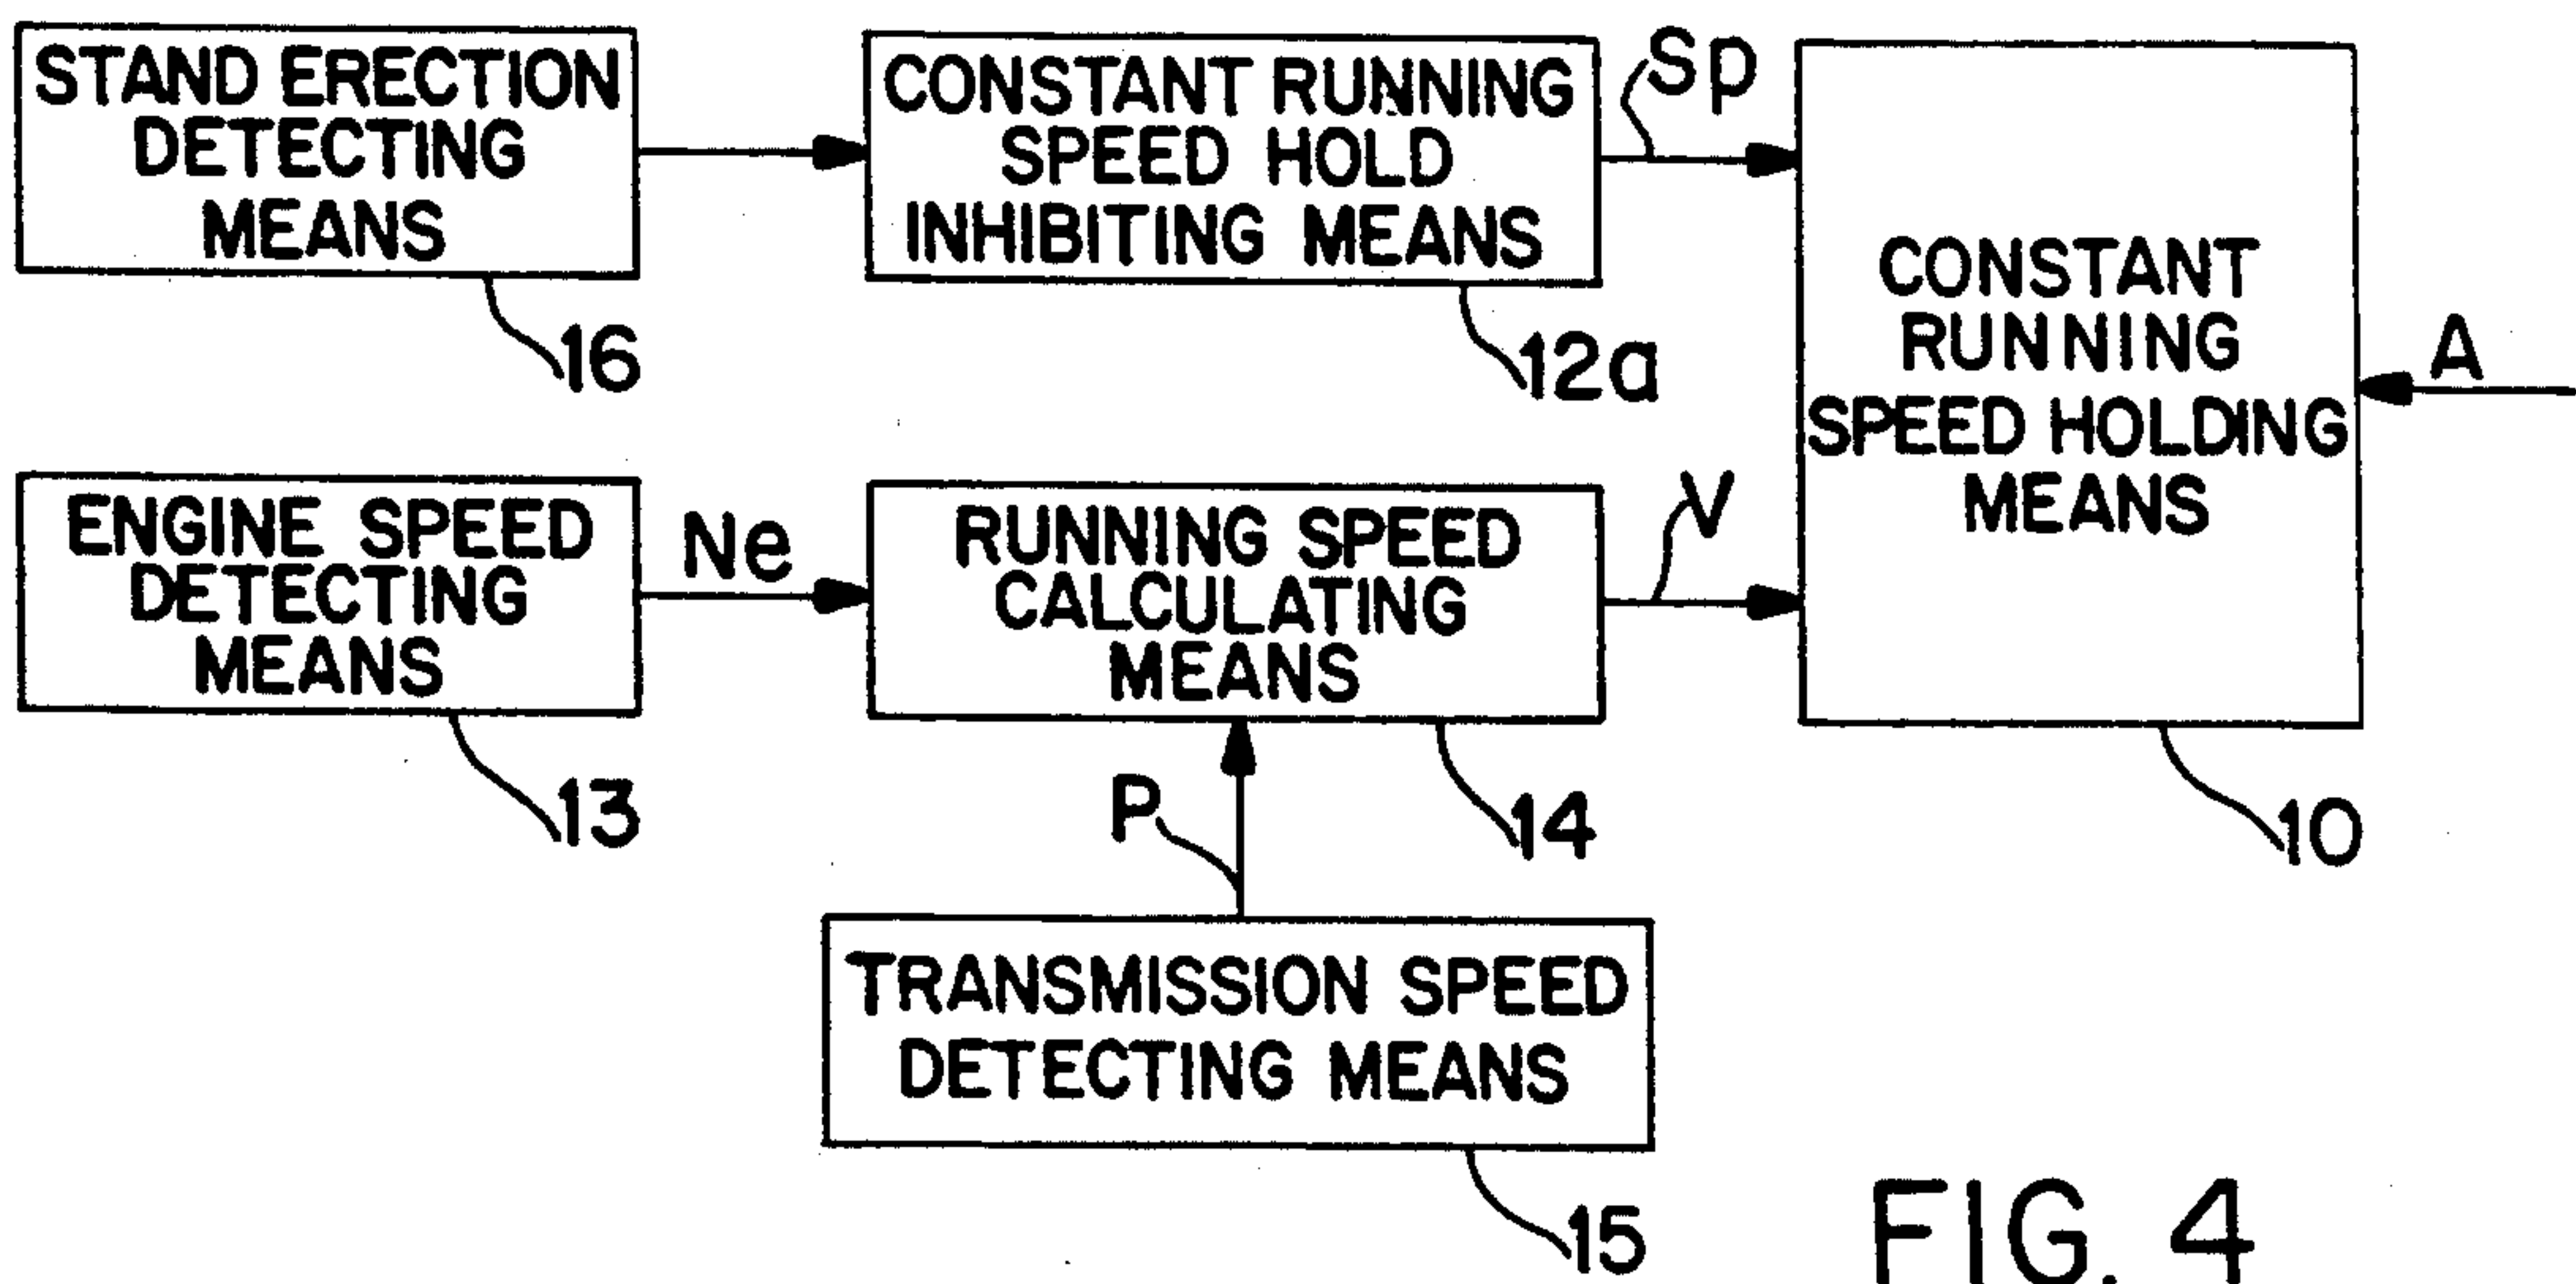 STAND ERECTION
DETECTING
MEANS
16
CONSTANT RUNNING
SPEED HOLD
INHIBITING MEANS
12a
Sp
CONSTANT
RUNNING
SPEED HOLDING
MEANS
10
A
ENGINE SPEED
DETECTING
MEANS
13
Ne
RUNNING SPEED
CALCULATING
MEANS
14
V
P
TRANSMISSION SPEED
DETECTING MEANS
15
FIG. 4